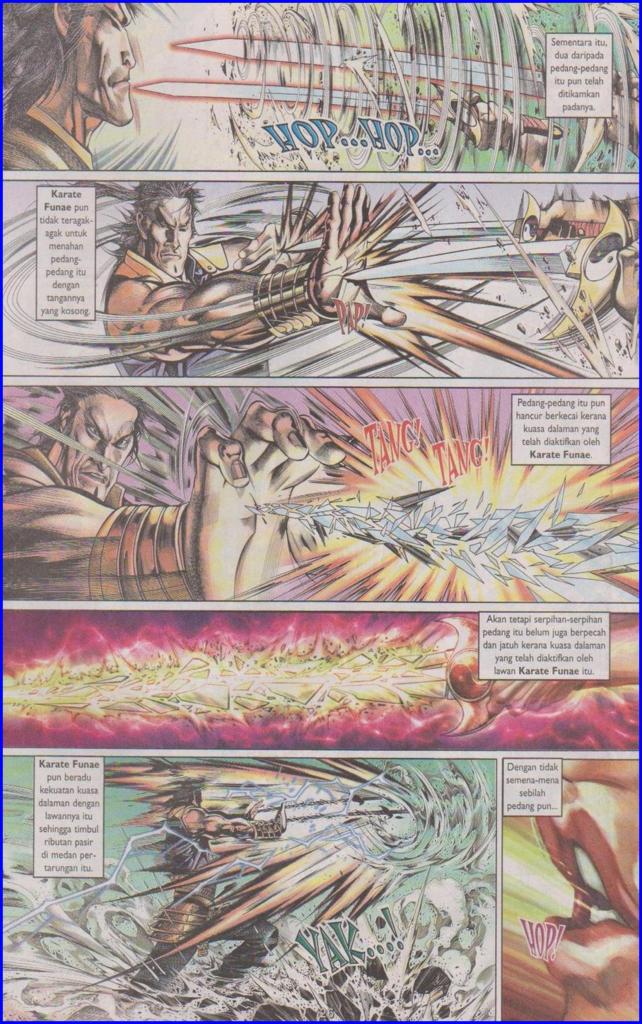 Sementara itu,
dua daripada
pedang-pedang
itu pun telah
ditikamkan
padanya.
HOP...HOP...
Karate
Funae pun
tidak teragak-
agak untuk
menahan
pedang-
pedang itu
dengan
tangannya
yang kosong.
PAP!
Pedang-pedang itu pun
hancur berkecai kerana
kuasa dalaman yang
telah diaktifkan oleh
Karate Funae.
TANG!
TANG!
Akan tetapi serpihan-serpihan
pedang itu belum juga berpecah
dan jatuh kerana kuasa dalaman
yang telah diaktifkan oleh
lawan Karate Funae itu.
Karate Funae
pun beradu
kekuatan kuasa
dalaman dengan
lawannya itu
sehingga timbul
ributan pasir
di medan per-
tarungan itu.
YAK...!
Dengan tidak
semena-mena
sebilah
pedang pun...
HOP!